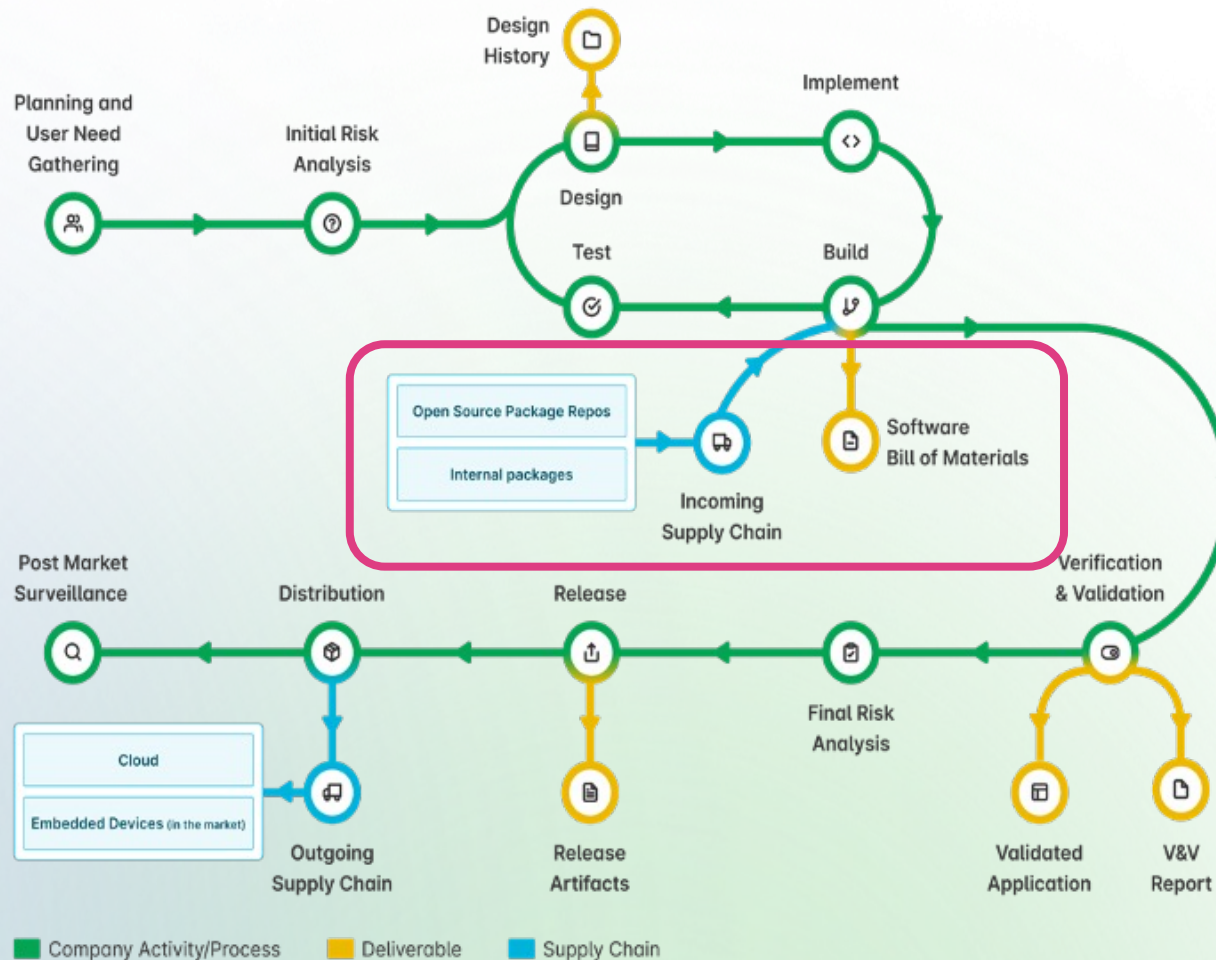 Design
History
Implement
Planning and
User Need
Gathering
Initial Risk
Analysis
Design
Test
Build
Open Source Package Repos
Internal packages
Software
Bill of Materials
Incoming
Supply Chain
Post Market
Surveillance
Distribution
Release
Verification
& Validation
Final Risk
Analysis
Cloud
Embedded Devices (in the market)
Outgoing
Supply Chain
Release
Artifacts
Validated
Application
V&V
Report
Company Activity/Process
Deliverable
Supply Chain